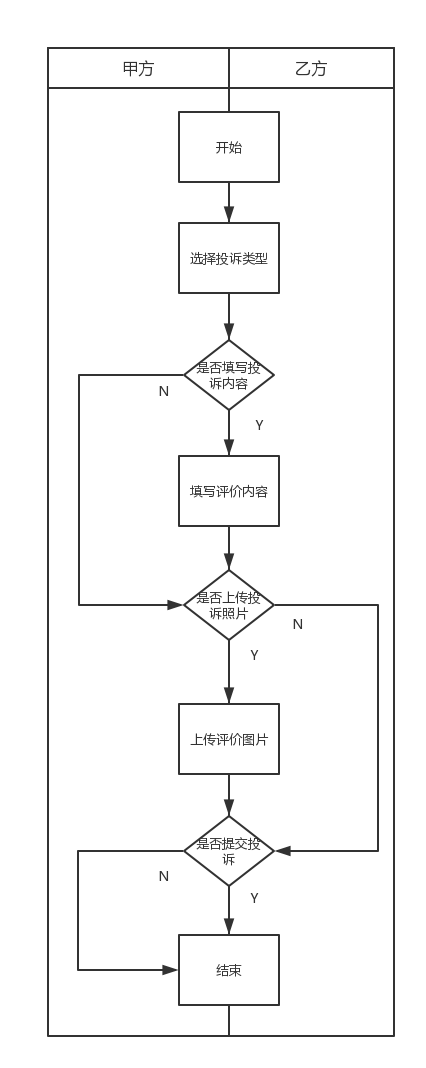 甲方
乙方
开始
选择投诉类型
是否填写投
诉内容
N
Y
填写评价内容
是否上传投
诉照片
N
Y
上传评价图片
是否提交投
诉
N
Y
结束